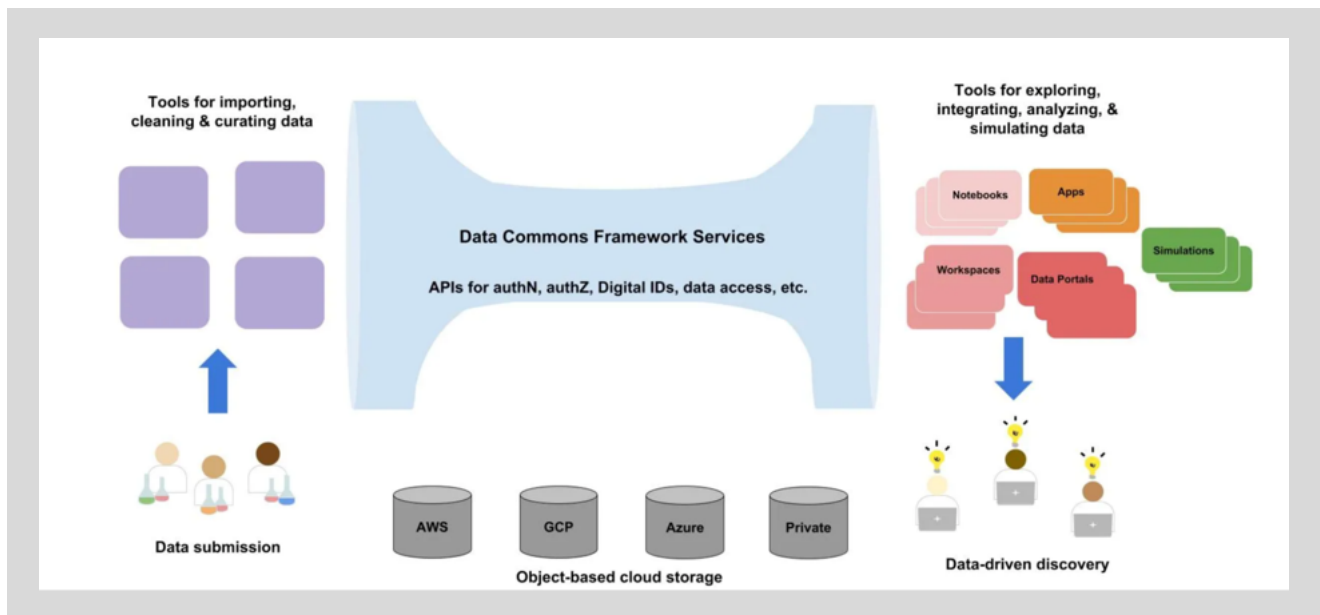 Tools for importing,
cleaning & curating data
Data submission
Data Commons Framework Services
APIs for authN, authZ, Digital IDs, data access, etc.
AWS
GCP
Azure
Private
Object-based cloud storage
Tools for exploring,
integrating, analyzing, &
simulating data
Notebooks
Apps
Simulations
Workspaces
Data Portals
Data-driven discovery